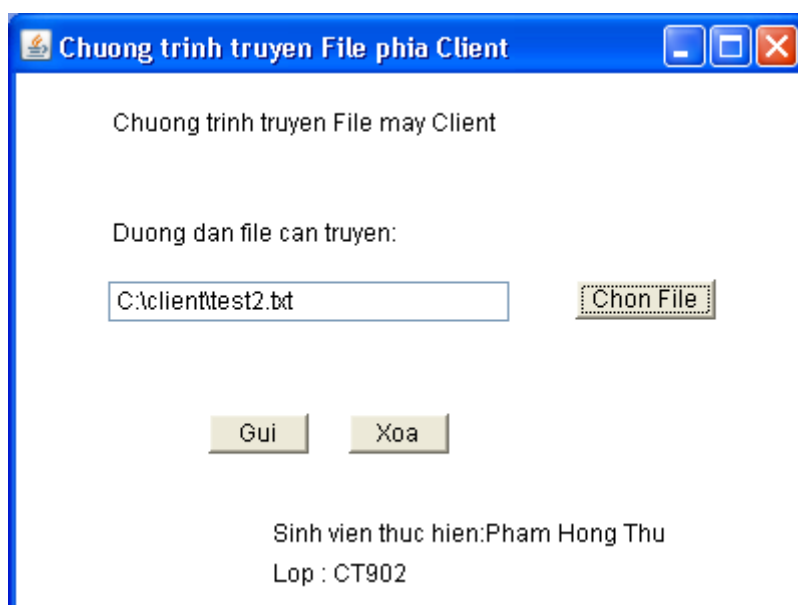 Chuong trinh truyen File phia Client
Chuong trinh truyen File may Client
Duong dan file can truyen:
C:\client\test2.txt
Chon File
Gui
Xoa
Sinh vien thuc hien:Pham Hong Thu
Lop : CT902